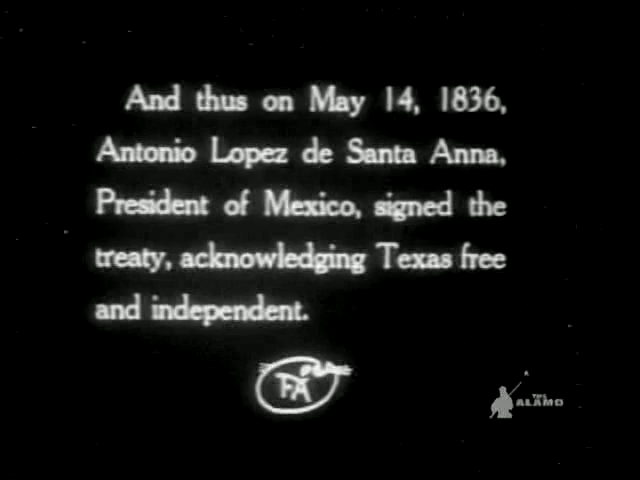 And thus on May 14, 1836,
Antonio Lopez de Santa Anna,
President of Mexico, signed the
treaty, acknowledging Texas free
and independent.
FA
THE
ALAMO